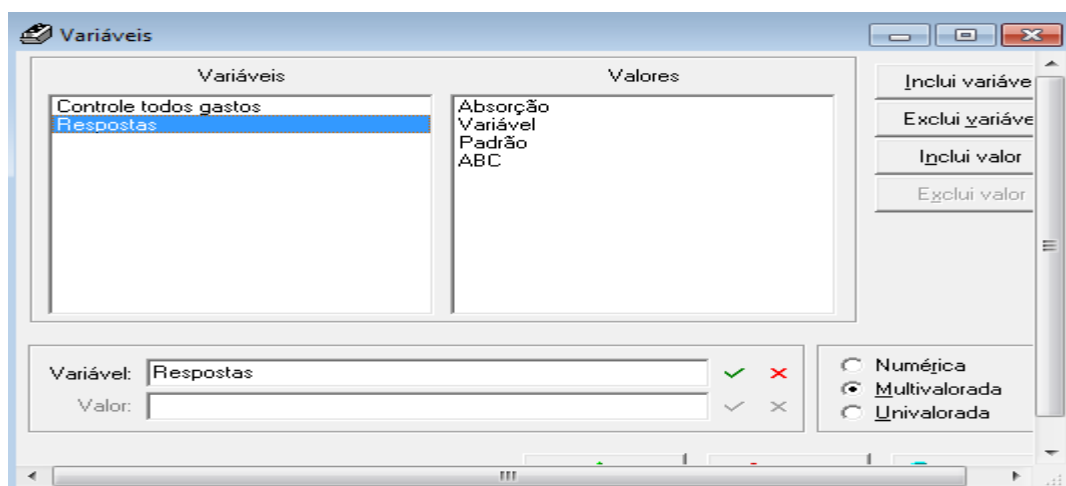 Variáveis
Variáveis
Valores
Controle todos gastos
Respostas
Absorção
Variável
Padrão
ABC
Inclui variáve
Exclui variáve
Inclui valor
Exclui valor
Variável: Respostas
Valor:
Numérica
Multivalorada
Univalorada